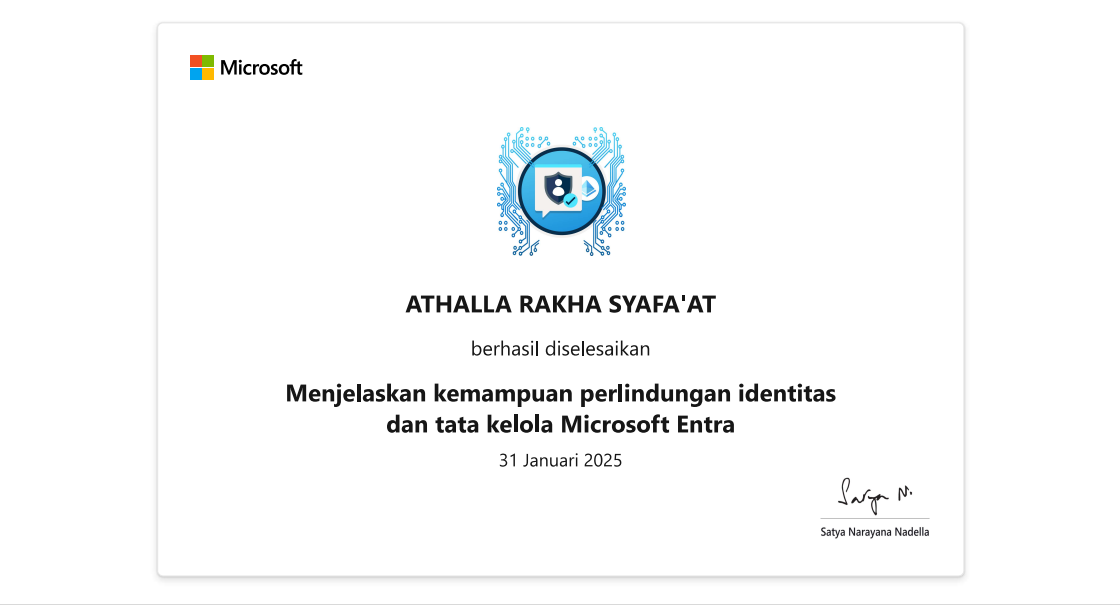 Microsoft
ATHALLA RAKHA SYAFA'AT
berhasil diselesaikan
Menjelaskan kemampuan perlindungan identitas
dan tata kelola Microsoft Entra
31 Januari 2025
Satya N.
Satya Narayana Nadella